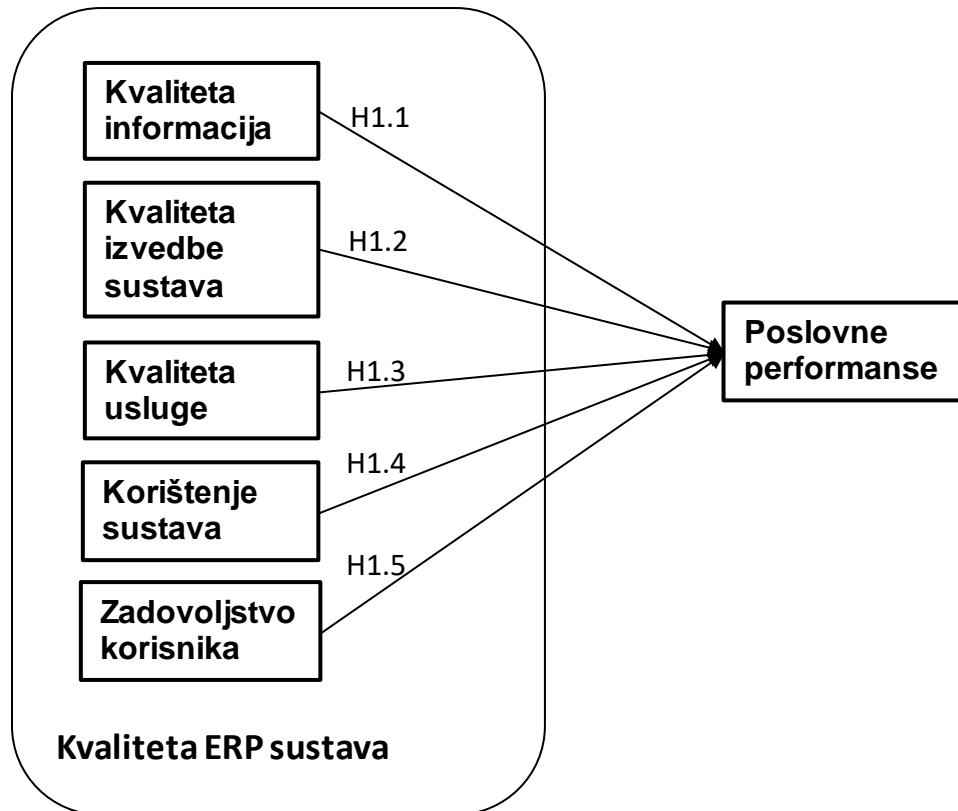 Kvaliteta
informacija
H1.1
Kvaliteta
izvedbe
sustava
H1.2
Kvaliteta
usluge
H1.3
Korištenje
sustava
H1.4
Zadovoljstvo
korisnika
H1.5
Poslovne
performanse
Kvaliteta ERP sustava